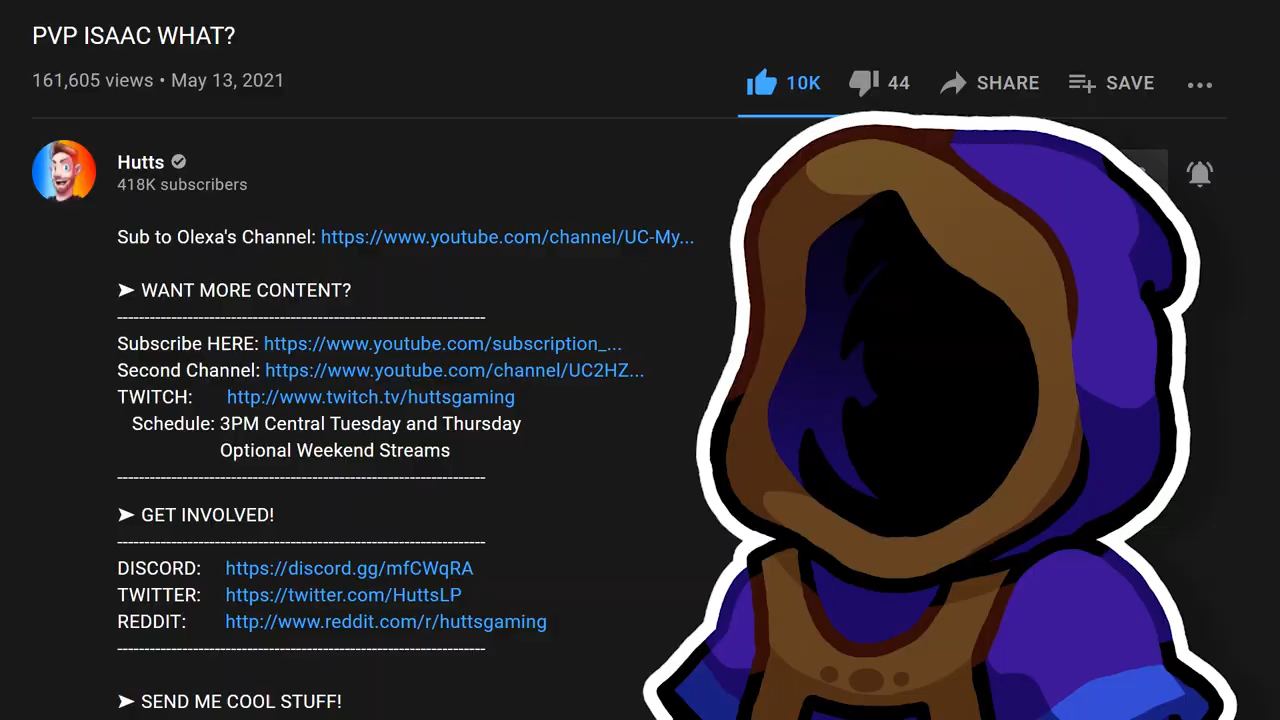 PVP ISAAC WHAT?
161,605 views • May 13, 2021
10K 44 SHARE SAVE
Hutts
418K subscribers
Sub to Olexa's Channel: https://www.youtube.com/channel/UC-My...
➤ WANT MORE CONTENT?
--------------------------------------------------------------------------------
Subscribe HERE: https://www.youtube.com/subscription_...
Second Channel: https://www.youtube.com/channel/UC2HZ...
TWITCH: http://www.twitch.tv/huttsgaming
Schedule: 3PM Central Tuesday and Thursday
Optional Weekend Streams
--------------------------------------------------------------------------------
➤ GET INVOLVED!
--------------------------------------------------------------------------------
DISCORD: https://discord.gg/mfCWqRA
TWITTER: https://twitter.com/HuttsLP
REDDIT: http://www.reddit.com/r/huttsgaming
--------------------------------------------------------------------------------
➤ SEND ME COOL STUFF!